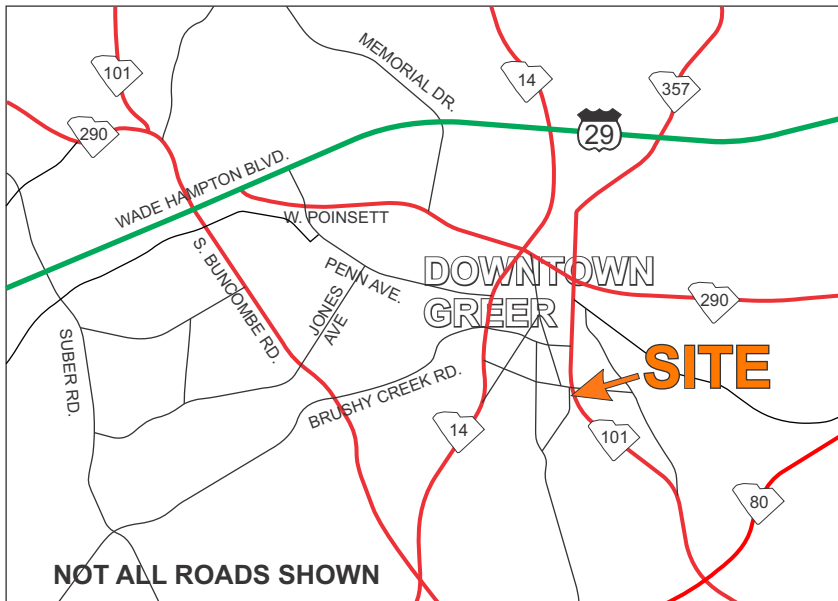 101
14
357
MEMORIAL DR.
290
29
WADE HAMPTON BLVD.
W. POINSETT
S. BUNCOMBE RD.
PENN AVE.
DOWNTOWN
GREER
290
JONES
AVE
SUBER RD.
SITE
BRUSHY CREEK RD.
14
101
80
NOT ALL ROADS SHOWN